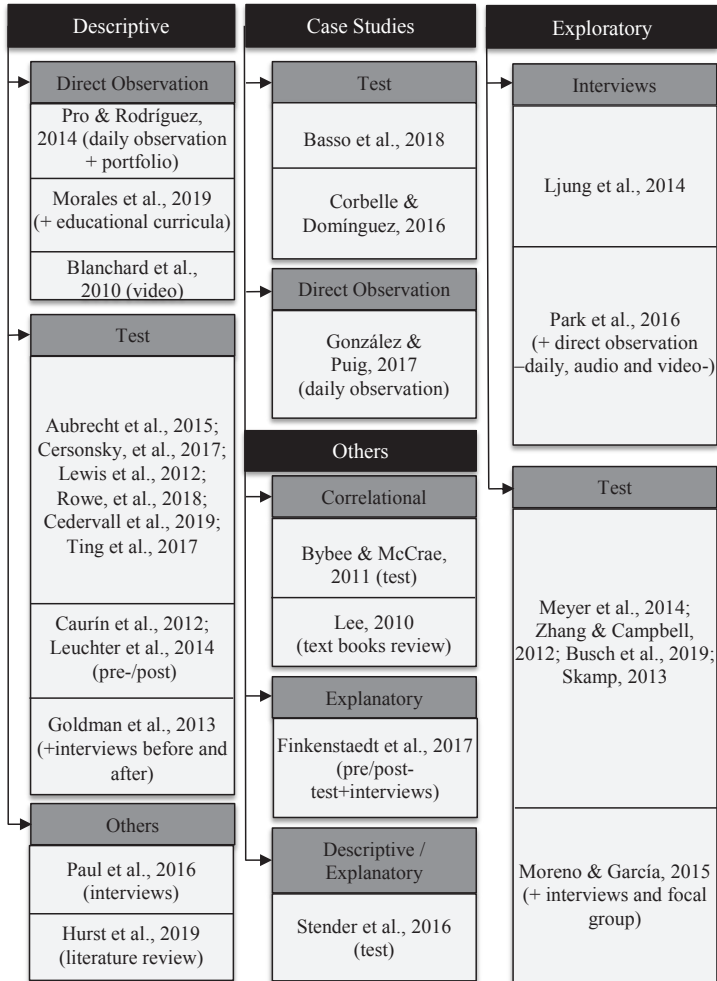 Descriptive
Direct Observation
Pro & Rodríguez,
2014 (daily observation
+ portfolio)
Morales et al., 2019
(+ educational curricula)
Blanchard et al.,
2010 (video)
Test
Aubrecht et al., 2015;
Cersonsky, et al., 2017;
Lewis et al., 2012;
Rowe, et al., 2018;
Cedervall et al., 2019;
Ting et al., 2017
Caurín et al., 2012;
Leuchter et al., 2014
(pre-/post)
Goldman et al., 2013
(+interviews before and
after)
Others
Paul et al., 2016
(interviews)
Hurst et al., 2019
(literature review)
Case Studies
Test
Basso et al., 2018
Corbelle &
Domínguez, 2016
Direct Observation
González &
Puig, 2017
(daily observation)
Others
Correlational
Bybee & McCrae,
2011 (test)
Lee, 2010
(text books review)
Explanatory
Finkenstaedt et al., 2017
(pre/post-
test+interviews)
Descriptive /
Explanatory
Stender et al., 2016
(test)
Exploratory
Interviews
Ljung et al., 2014
Park et al., 2016
(+ direct observation
–daily, audio and video-)
Test
Meyer et al., 2014;
Zhang & Campbell,
2012; Busch et al., 2019;
Skamp, 2013
Moreno & García, 2015
(+ interviews and focal
group)